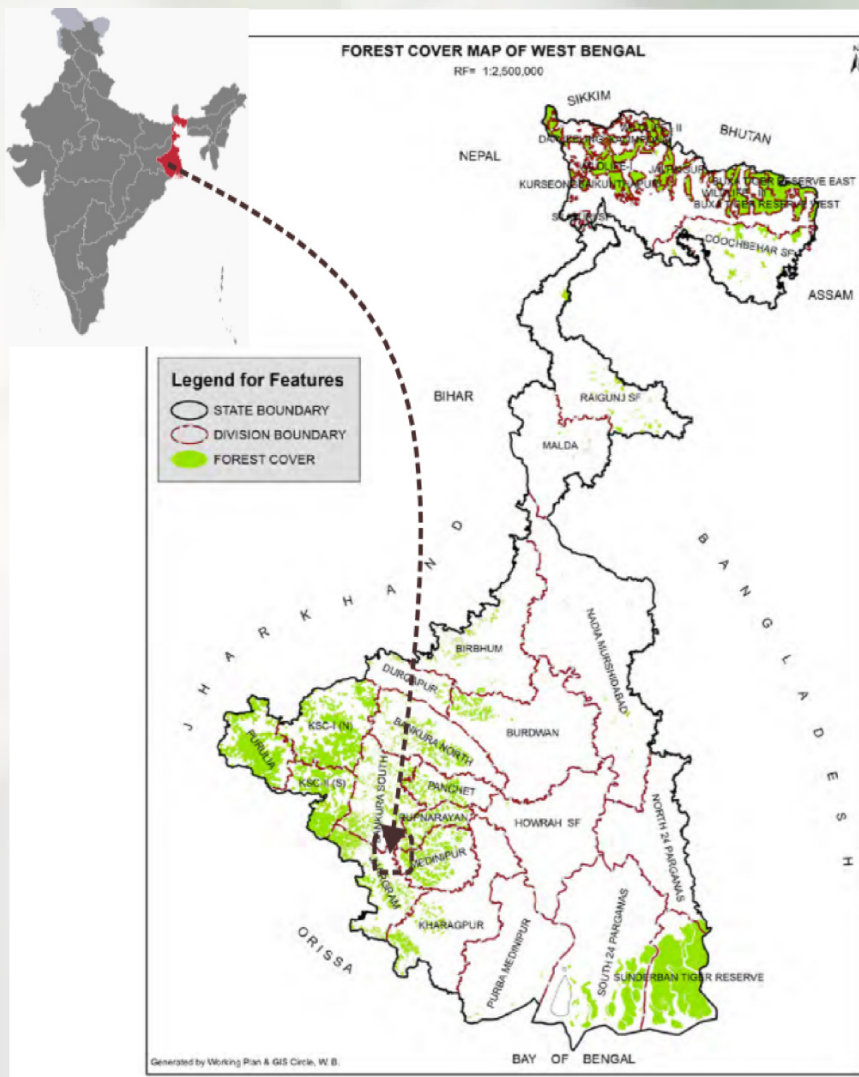 FOREST COVER MAP OF WEST BENGAL
RF= 1:2,500,000
N
SIKKIM
BHUTAN
NEPAL
BUXA TIGER RESERVE EAST
BUXA TIGER RESERVE WEST
COOCHBEHAR SF
ASSAM
Legend for Features
STATE BOUNDARY
DIVISION BOUNDARY
FOREST COVER
BIHAR
RAIGUNJ SF
MALDA
JHARKHAND
BANGLADESH
NADIA MURSHIDABAD
BIRBHUM
DURGAPUR
BURDWAN
KSC-I (N)
BANKURA NORTH
PURULIA
KSC-II (S)
PANCHET
RUPNARAYAN
HOWRAH SF
NORTH 24 PARGANAS
MEDINIPUR
KHARAGPUR
ORISSA
PURBA MEDINIPUR
SOUTH 24 PARGANAS
SUNDERBAN TIGER RESERVE
Generated by Working Plan & GIS Circle, W. B.
BAY OF BENGAL